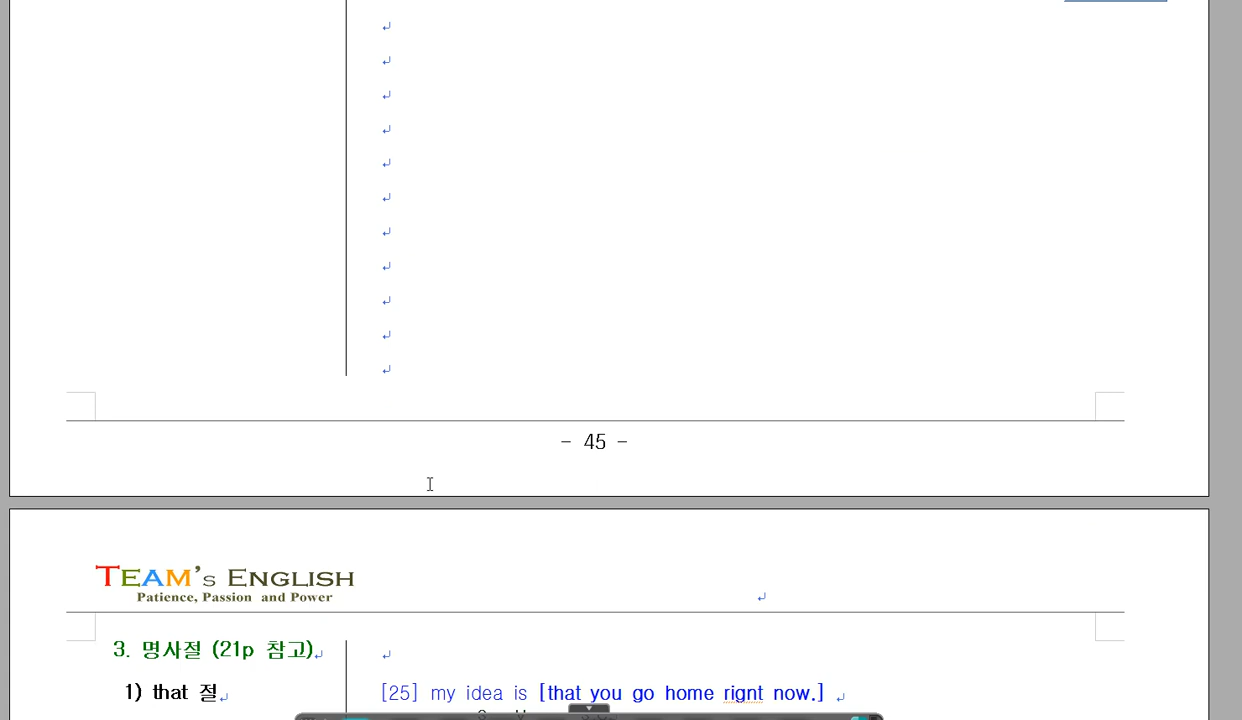 - 45 -
TEAM's ENGLISH
Patience, Passion and Power
3. 명사절 (21p 참고)
1) that 절
[25] my idea is [that you go home rignt now.]